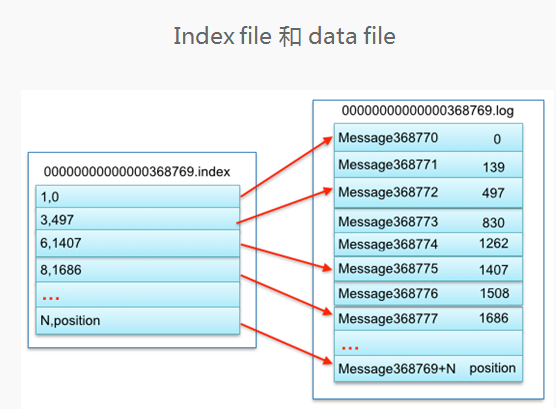 Index file 和 data file
00000000000000368769.index
1,0
3,497
6,1407
8,1686
...
N,position
00000000000000368769.log
Message368770 0
Message368771 139
Message368772 497
Message368773 830
Message368774 1262
Message368775 1407
Message368776 1508
Message368777 1686
...
Message368769+N position